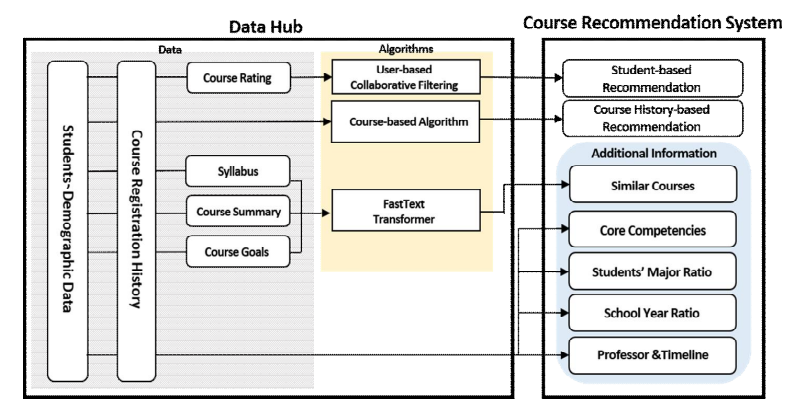 Data Hub
Course Recommendation System
Data
Algorithms
Students~Demographic Data
Course Registration History
Course Rating
Syllabus
Course Summary
Course Goals
User-based
Collaborative Filtering
Course-based Algorithm
FastText
Transformer
Student-based
Recommendation
Course History-based
Recommendation
Additional Information
Similar Courses
Core Competencies
Students' Major Ratio
School Year Ratio
Professor &Timeline